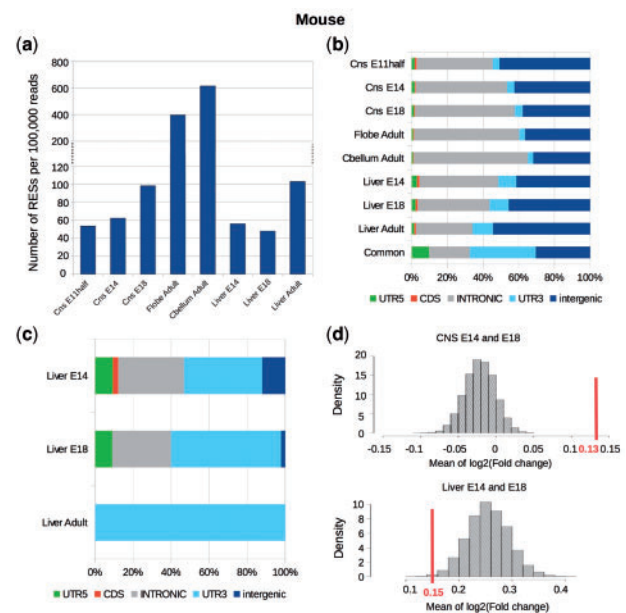 Mouse
(a)
Number of RESs per 100,000 reads
800
600
400
200
120
100
80
60
40
20
0
Cns E11half
Cns E14
Cns E18
Flobe Adult
Cbellum Adult
Liver E14
Liver E18
Liver Adult
(b)
Cns E11half
Cns E14
Cns E18
Flobe Adult
Cbellum Adult
Liver E14
Liver E18
Liver Adult
Common
0% 20% 40% 60% 80% 100%
UTR5 CDS INTRONIC UTR3 intergenic
(c)
Liver E14
Liver E18
Liver Adult
0% 20% 40% 60% 80% 100%
UTR5 CDS INTRONIC UTR3 intergenic
(d)
CNS E14 and E18
Density
20
15
10
5
0
-0.15 -0.1 -0.05 0 0.05 0.1 0.13 0.15
Mean of log2(Fold change)
Liver E14 and E18
Density
10
8
6
4
2
0
0.1 0.15 0.2 0.3 0.4
Mean of log2(Fold change)